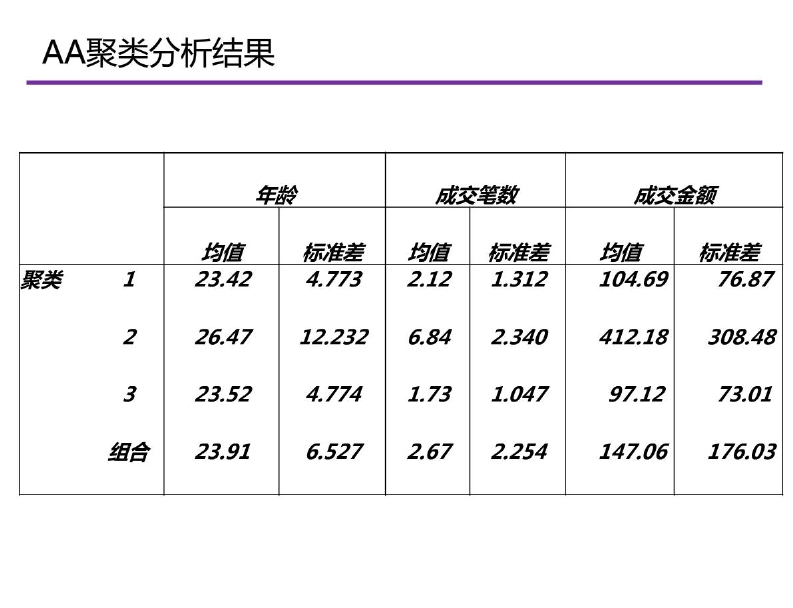 AA聚类分析结果
年龄 成交笔数 成交金额
均值 标准差 均值 标准差 均值 标准差
聚类 1 23.42 4.773 2.12 1.312 104.69 76.87
2 26.47 12.232 6.84 2.340 412.18 308.48
3 23.52 4.774 1.73 1.047 97.12 73.01
组合 23.91 6.527 2.67 2.254 147.06 176.03